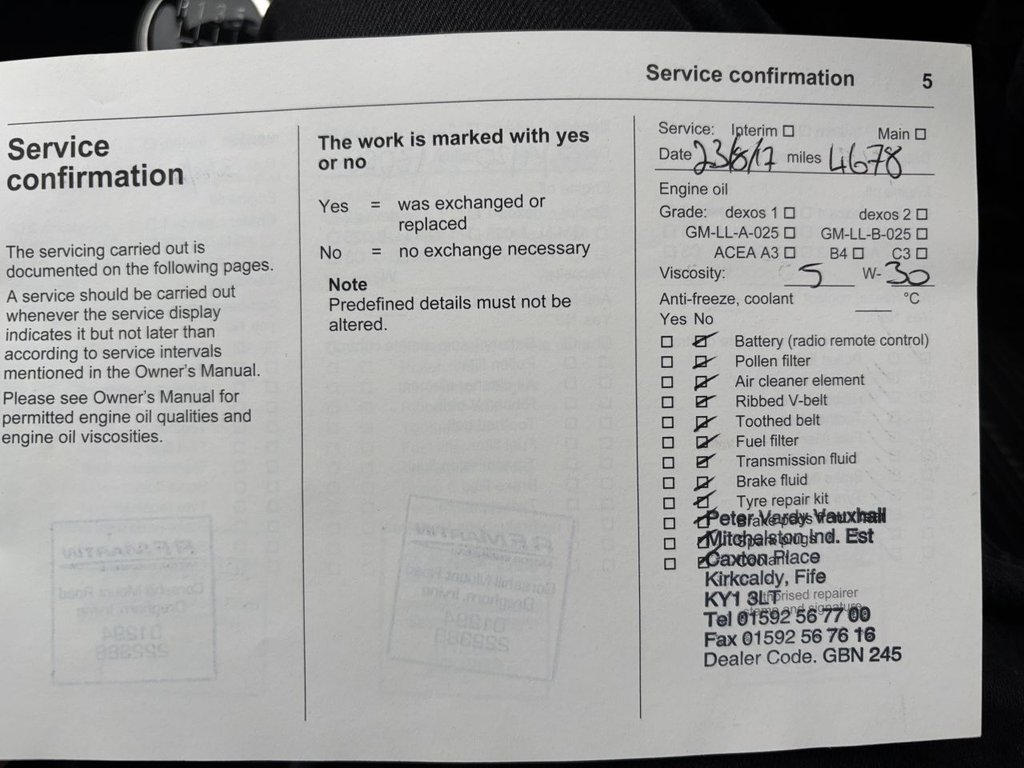 Service confirmation 5
Service
confirmation
The servicing carried out is
documented on the following pages.
A service should be carried out
whenever the service display
indicates it but not later than
according to service intervals
mentioned in the Owner's Manual.
Please see Owner's Manual for
permitted engine oil qualities and
engine oil viscosities.
The work is marked with yes
or no
Yes = was exchanged or
replaced
No = no exchange necessary
Note
Predefined details must not be
altered.
Service: Interim Main
Date 23/8/17 miles 4678
Engine oil
Grade: dexos 1 dexos 2
GM-LL-A-025 GM-LL-B-025
ACEA A3 B4 C3
Viscosity: 5 W- 30
Anti-freeze, coolant °C
Yes No
Battery (radio remote control)
Pollen filter
Air cleaner element
Ribbed V-belt
Toothed belt
Fuel filter
Transmission fluid
Brake fluid
Tyre repair kit
Peter Vardy Vauxhall
Mitchelston Ind. Est
Caxton Place
Kirkcaldy, Fife
KY1 3LT
repairer
stamp and signature
Tel 01592 56 77 00
Fax 01592 56 76 16
Dealer Code. GBN 245